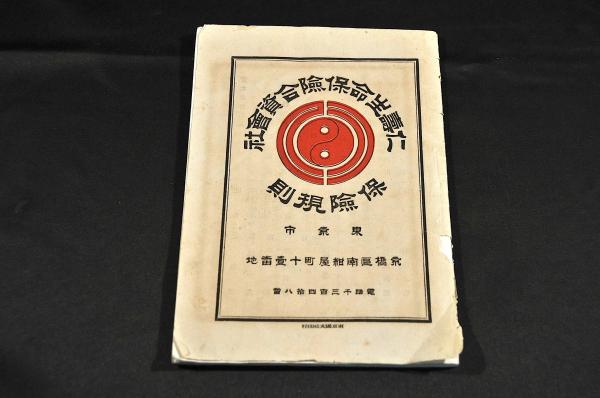 仁壽生命保險合資會社
保險規則
東京市
京橋區南紺屋町十壹番地
電話千三百四拾八番